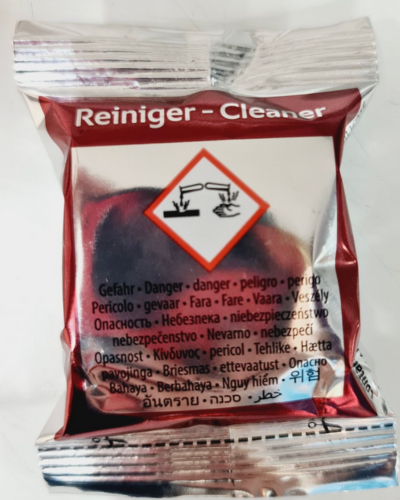 Reiniger - Cleaner
Gefahr • Danger • danger • peligro • perigo
Pericolo • gevaar • Fara • Fare • Vaara • Veszély
Опасность • Небезпека • niebezpieczeństwo
nebezpečenstvo • Nevarno • nebezpečí
Opasnost • Κίνδυνος • pericol • Tehlike • Hætta
pavojinga • Briesmas • ettevaatust • Опасно
Bahaya • Berbahaya • Nguy hiểm • 위험
อันตราย • סכנה • خطر